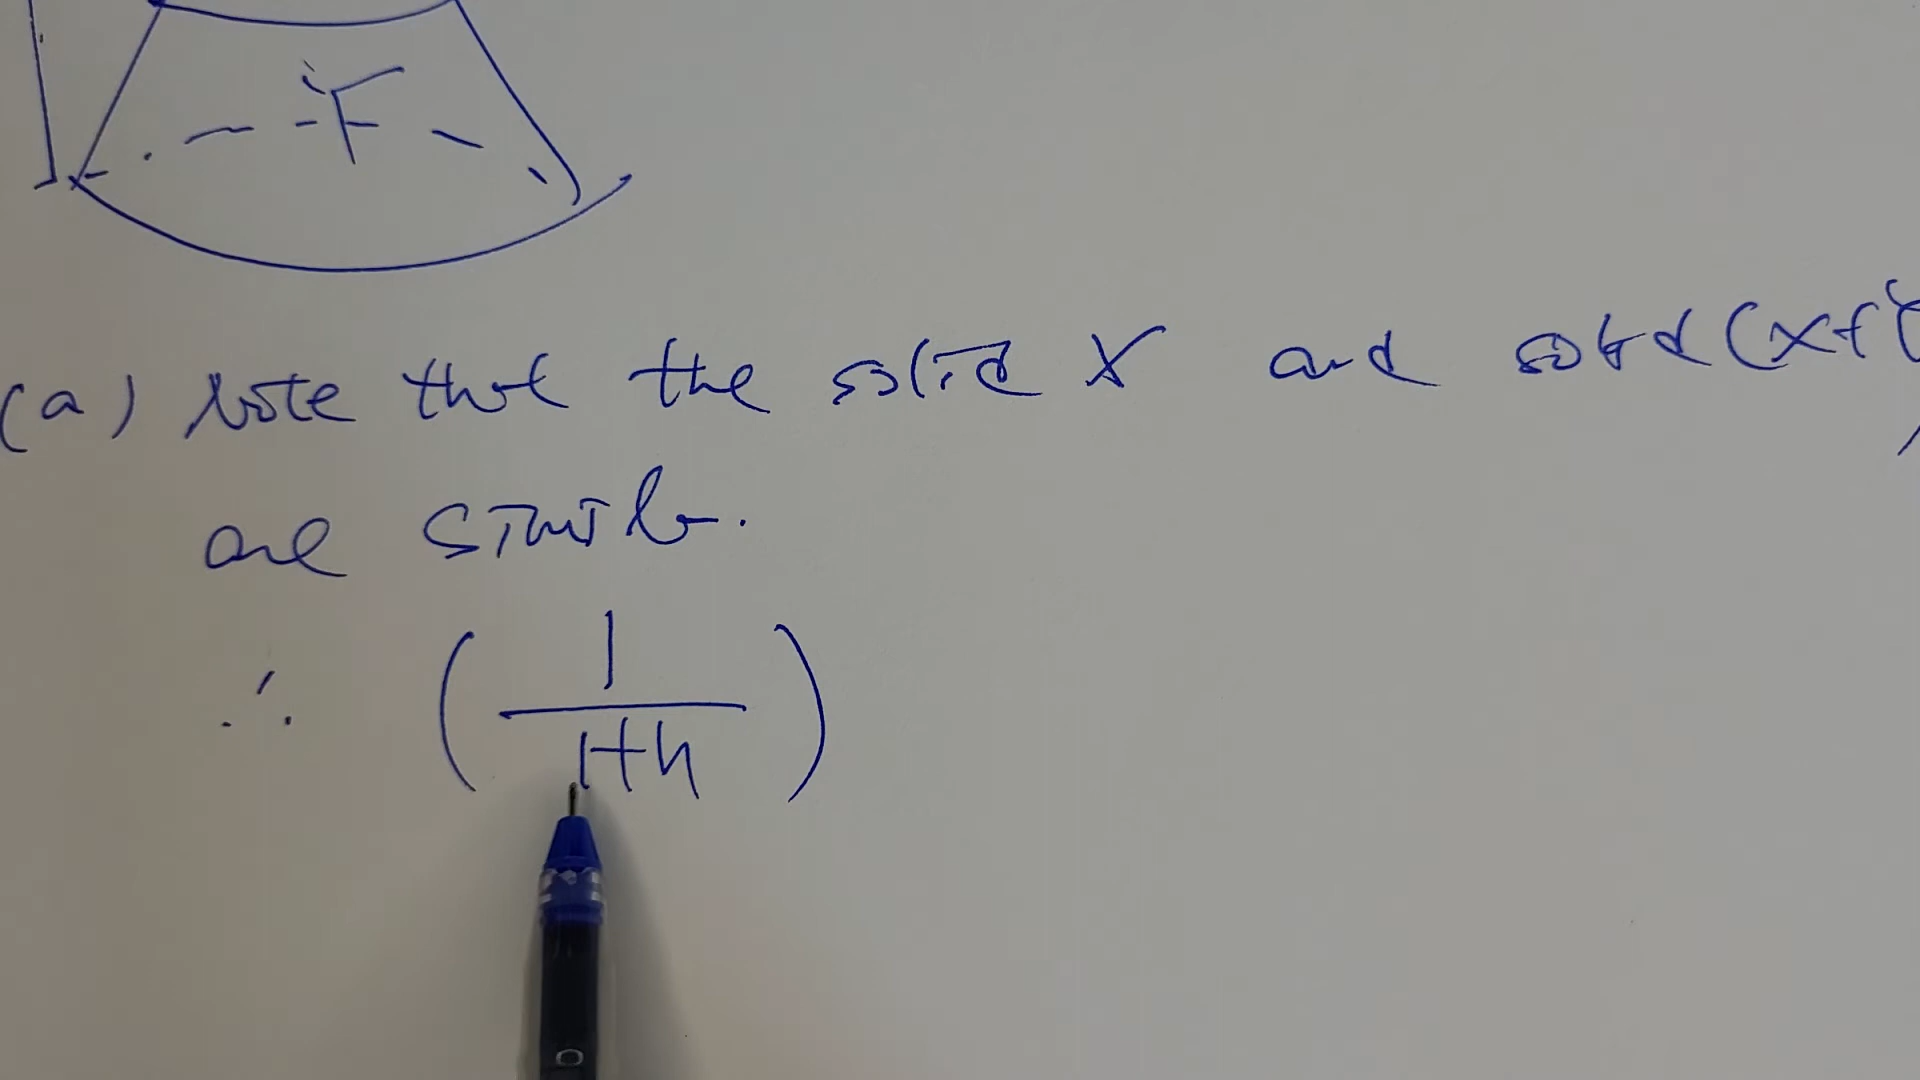 Y
(a) Note that the solid X and solid (X+Y)
are similar.
∴ (1/(1+h))